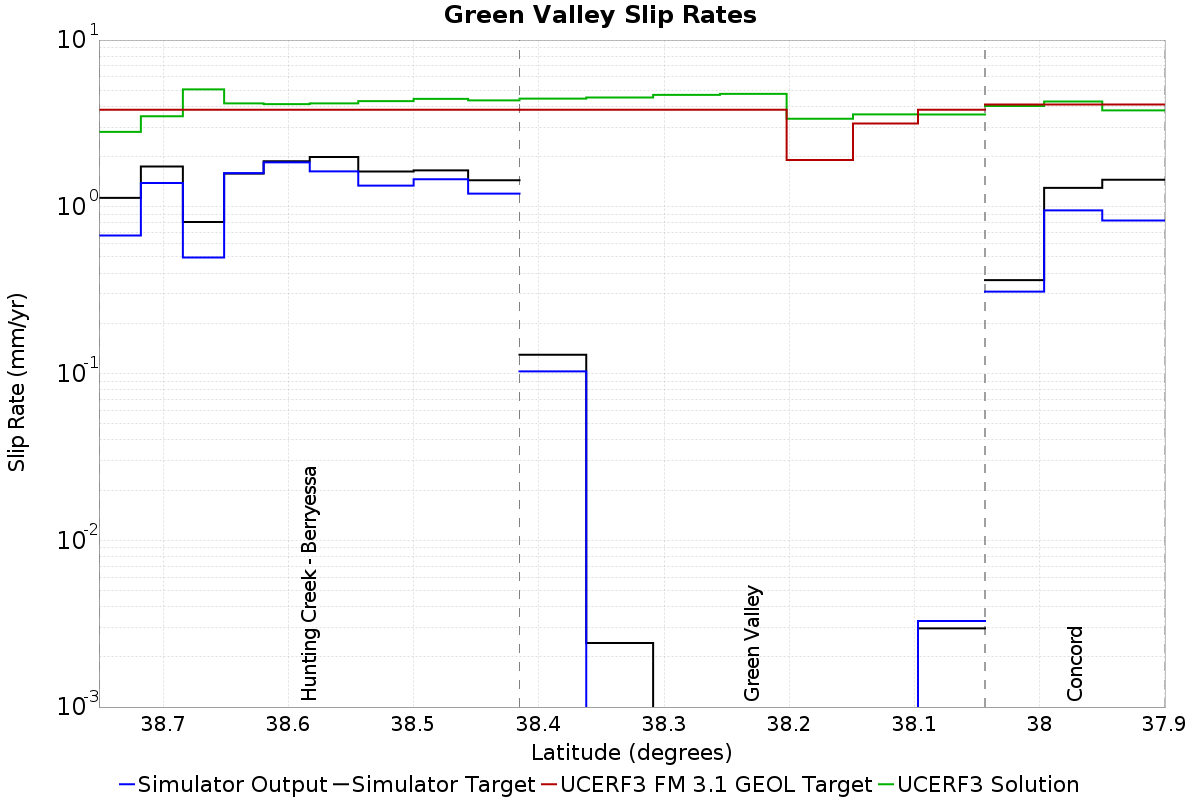 Green Valley Slip Rates
10^1
10^0
10^-1
10^-2
10^-3
Slip Rate (mm/yr)
Hunting Creek - Berryessa
Green Valley
Concord
38.7 38.6 38.5 38.4 38.3 38.2 38.1 38 37.9
Latitude (degrees)
Simulator Output Simulator Target UCERF3 FM 3.1 GEOL Target UCERF3 Solution